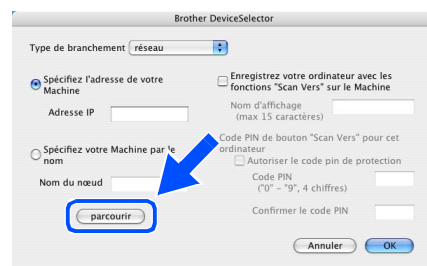 Brother DeviceSelector
Type de branchement réseau
Spécifiez l'adresse de votre
Machine
Adresse IP
Spécifiez votre Machine par le
nom
Nom du nœud
parcourir
Enregistrez votre ordinateur avec les
fonctions "Scan Vers" sur le Machine
Nom d'affichage
(max 15 caractères)
Code PIN de bouton "Scan Vers" pour cet
ordinateur
Autoriser le code pin de protection
Code PIN
("0" – "9", 4 chiffres)
Confirmer le code PIN
Annuler OK